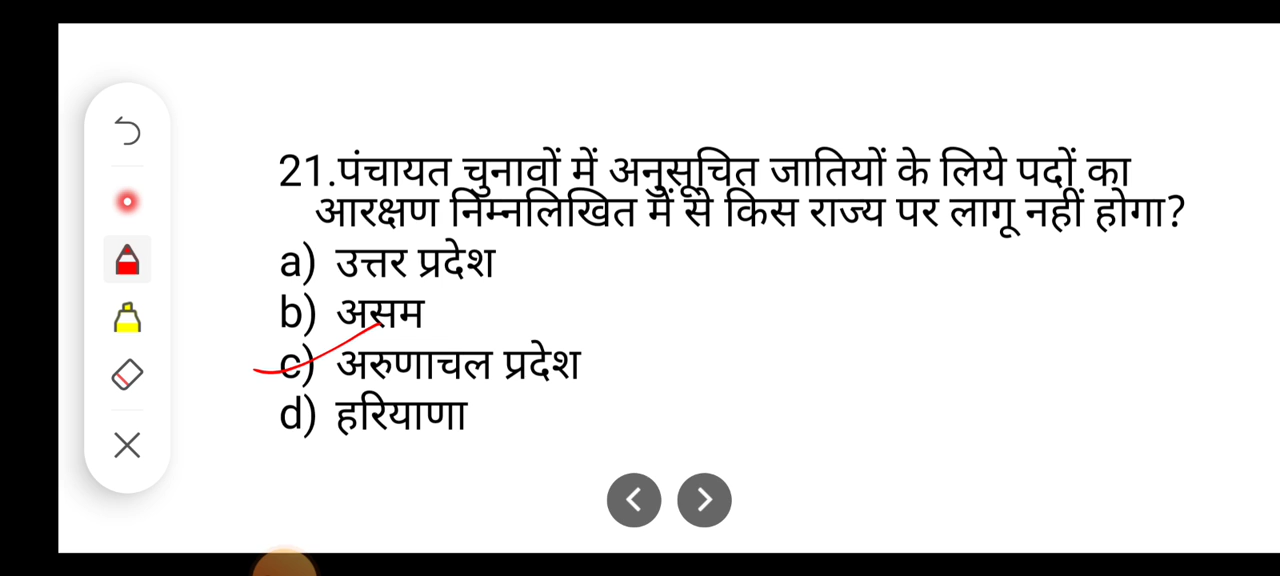 21.पंचायत चुनावों में अनुसूचित जातियों के लिये पदों का
आरक्षण निम्नलिखित में से किस राज्य पर लागू नहीं होगा?
a) उत्तर प्रदेश
b) असम
c) अरुणाचल प्रदेश
d) हरियाणा